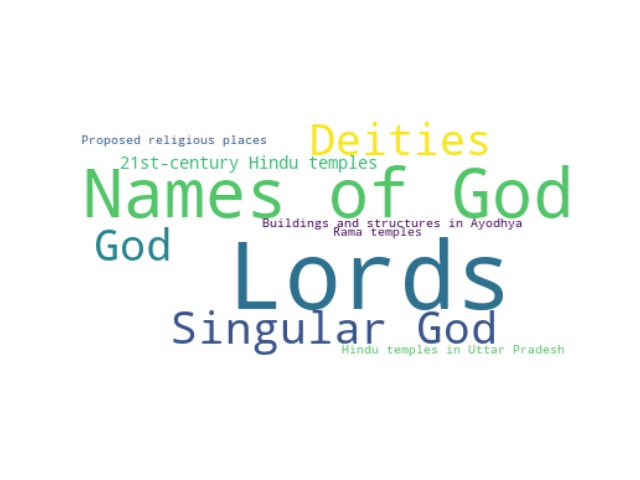 Deities
Proposed religious places
21st-century Hindu temples
Names of God
Buildings and structures in Ayodhya
Rama temples
God
Lords
Singular God
Hindu temples in Uttar Pradesh